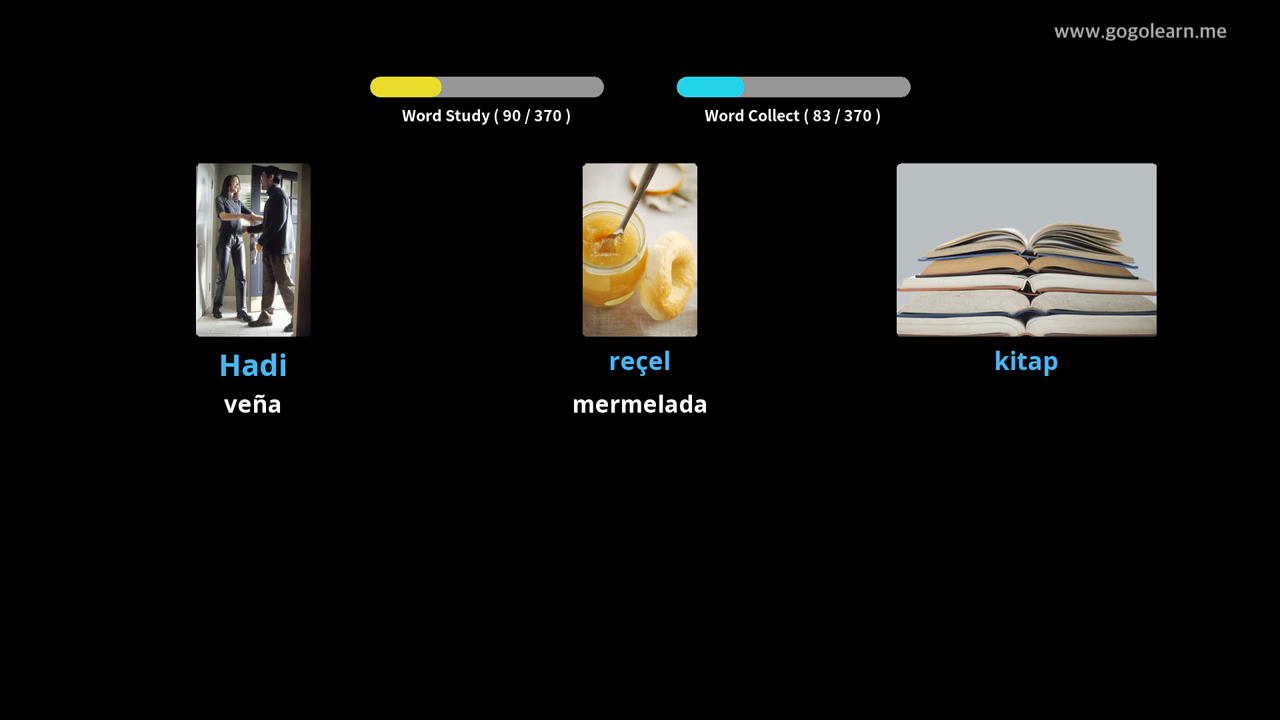 www.gogolearn.me
Word Study ( 90 / 370 )
Word Collect ( 83 / 370 )
Hadi
veña
reçel
mermelada
kitap